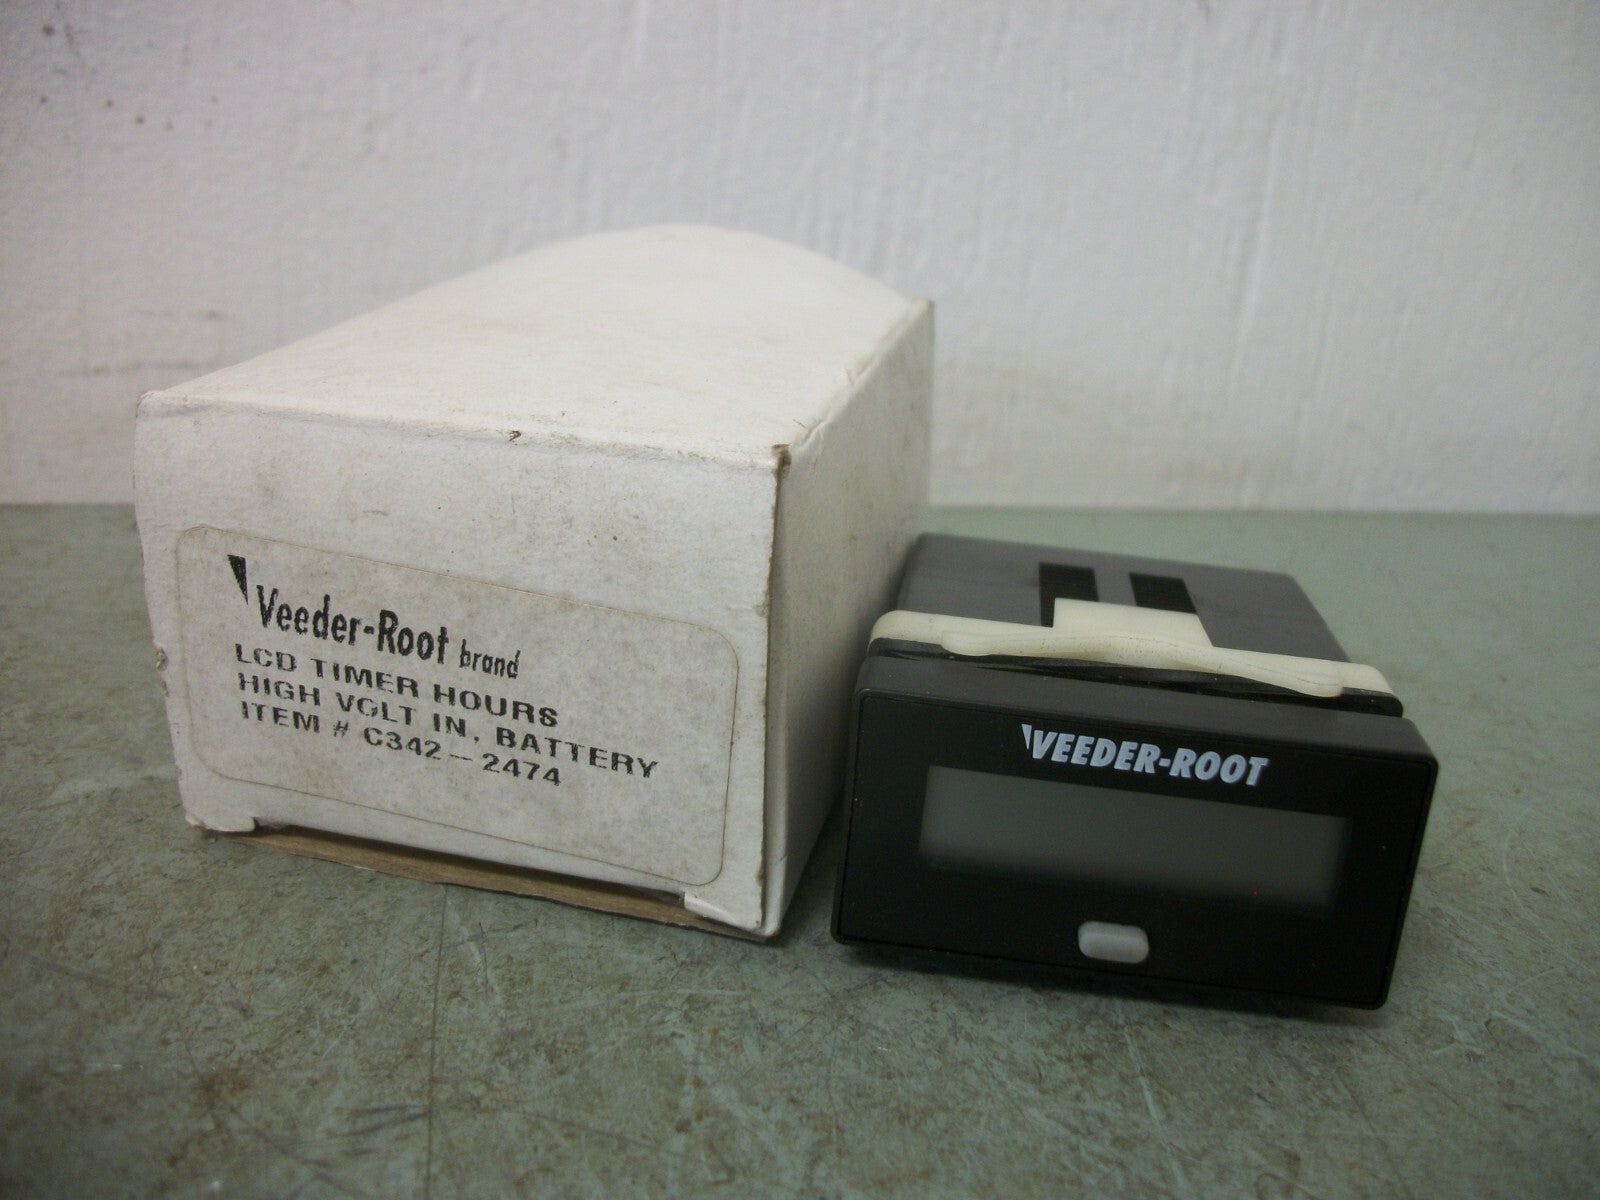 Veeder-Root brand
LCD TIMER HOURS
HIGH VOLT IN. BATTERY
ITEM # C342-2474
VEEDER-ROOT